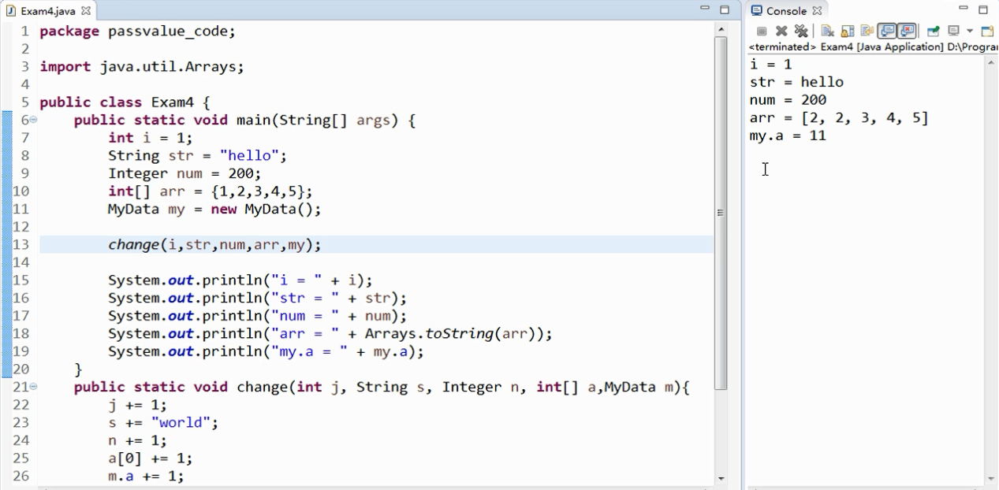 Exam4.java
1 package passvalue_code;
2
3 import java.util.Arrays;
4
5 public class Exam4 {
6 public static void main(String[] args) {
7 int i = 1;
8 String str = "hello";
9 Integer num = 200;
10 int[] arr = {1,2,3,4,5};
11 MyData my = new MyData();
12
13 change(i,str,num,arr,my);
14
15 System.out.println("i = " + i);
16 System.out.println("str = " + str);
17 System.out.println("num = " + num);
18 System.out.println("arr = " + Arrays.toString(arr));
19 System.out.println("my.a = " + my.a);
20 }
21 public static void change(int j, String s, Integer n, int[] a,MyData m){
22 j += 1;
23 s += "world";
24 n += 1;
25 a[0] += 1;
26 m.a += 1;
Console
<terminated> Exam4 [Java Application] D:\Progra
i = 1
str = hello
num = 200
arr = [2, 2, 3, 4, 5]
my.a = 11